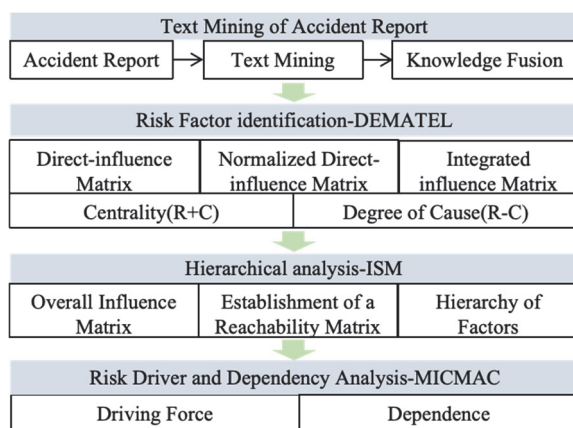 Text Mining of Accident Report
Accident Report
Text Mining
Knowledge Fusion
Risk Factor identification-DEMATEL
Direct-influence
Matrix
Normalized Direct-
influence Matrix
Integrated
influence Matrix
Centrality(R+C)
Degree of Cause(R-C)
Hierarchical analysis-ISM
Overall Influence
Matrix
Establishment of a
Reachability Matrix
Hierarchy of
Factors
Risk Driver and Dependency Analysis-MICMAC
Driving Force
Dependence